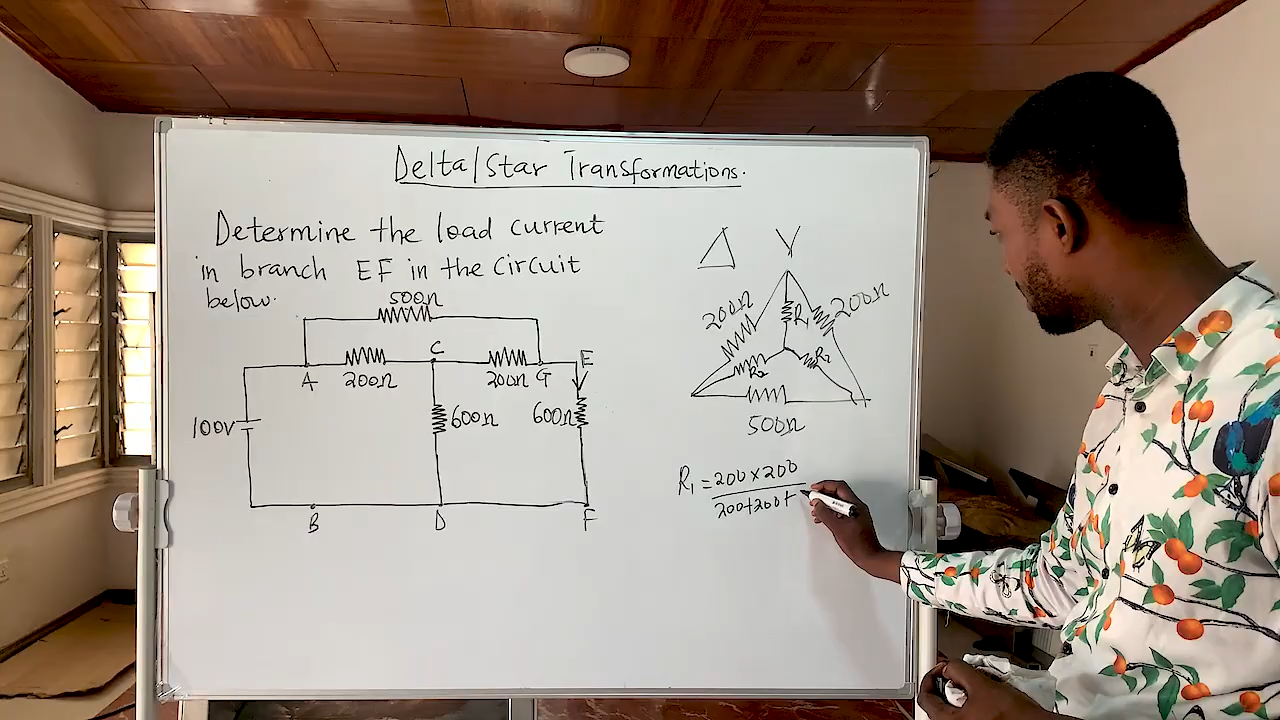 Delta/Star Transformations.
Determine the load current
in branch EF in the circuit
below.
500Ω
A
200Ω
C
200Ω
G
E
100V
600Ω
600Ω
B
D
F
Δ Y
200Ω
R1
200Ω
R2
R2
500Ω
R1 = 200 × 200
200+200+